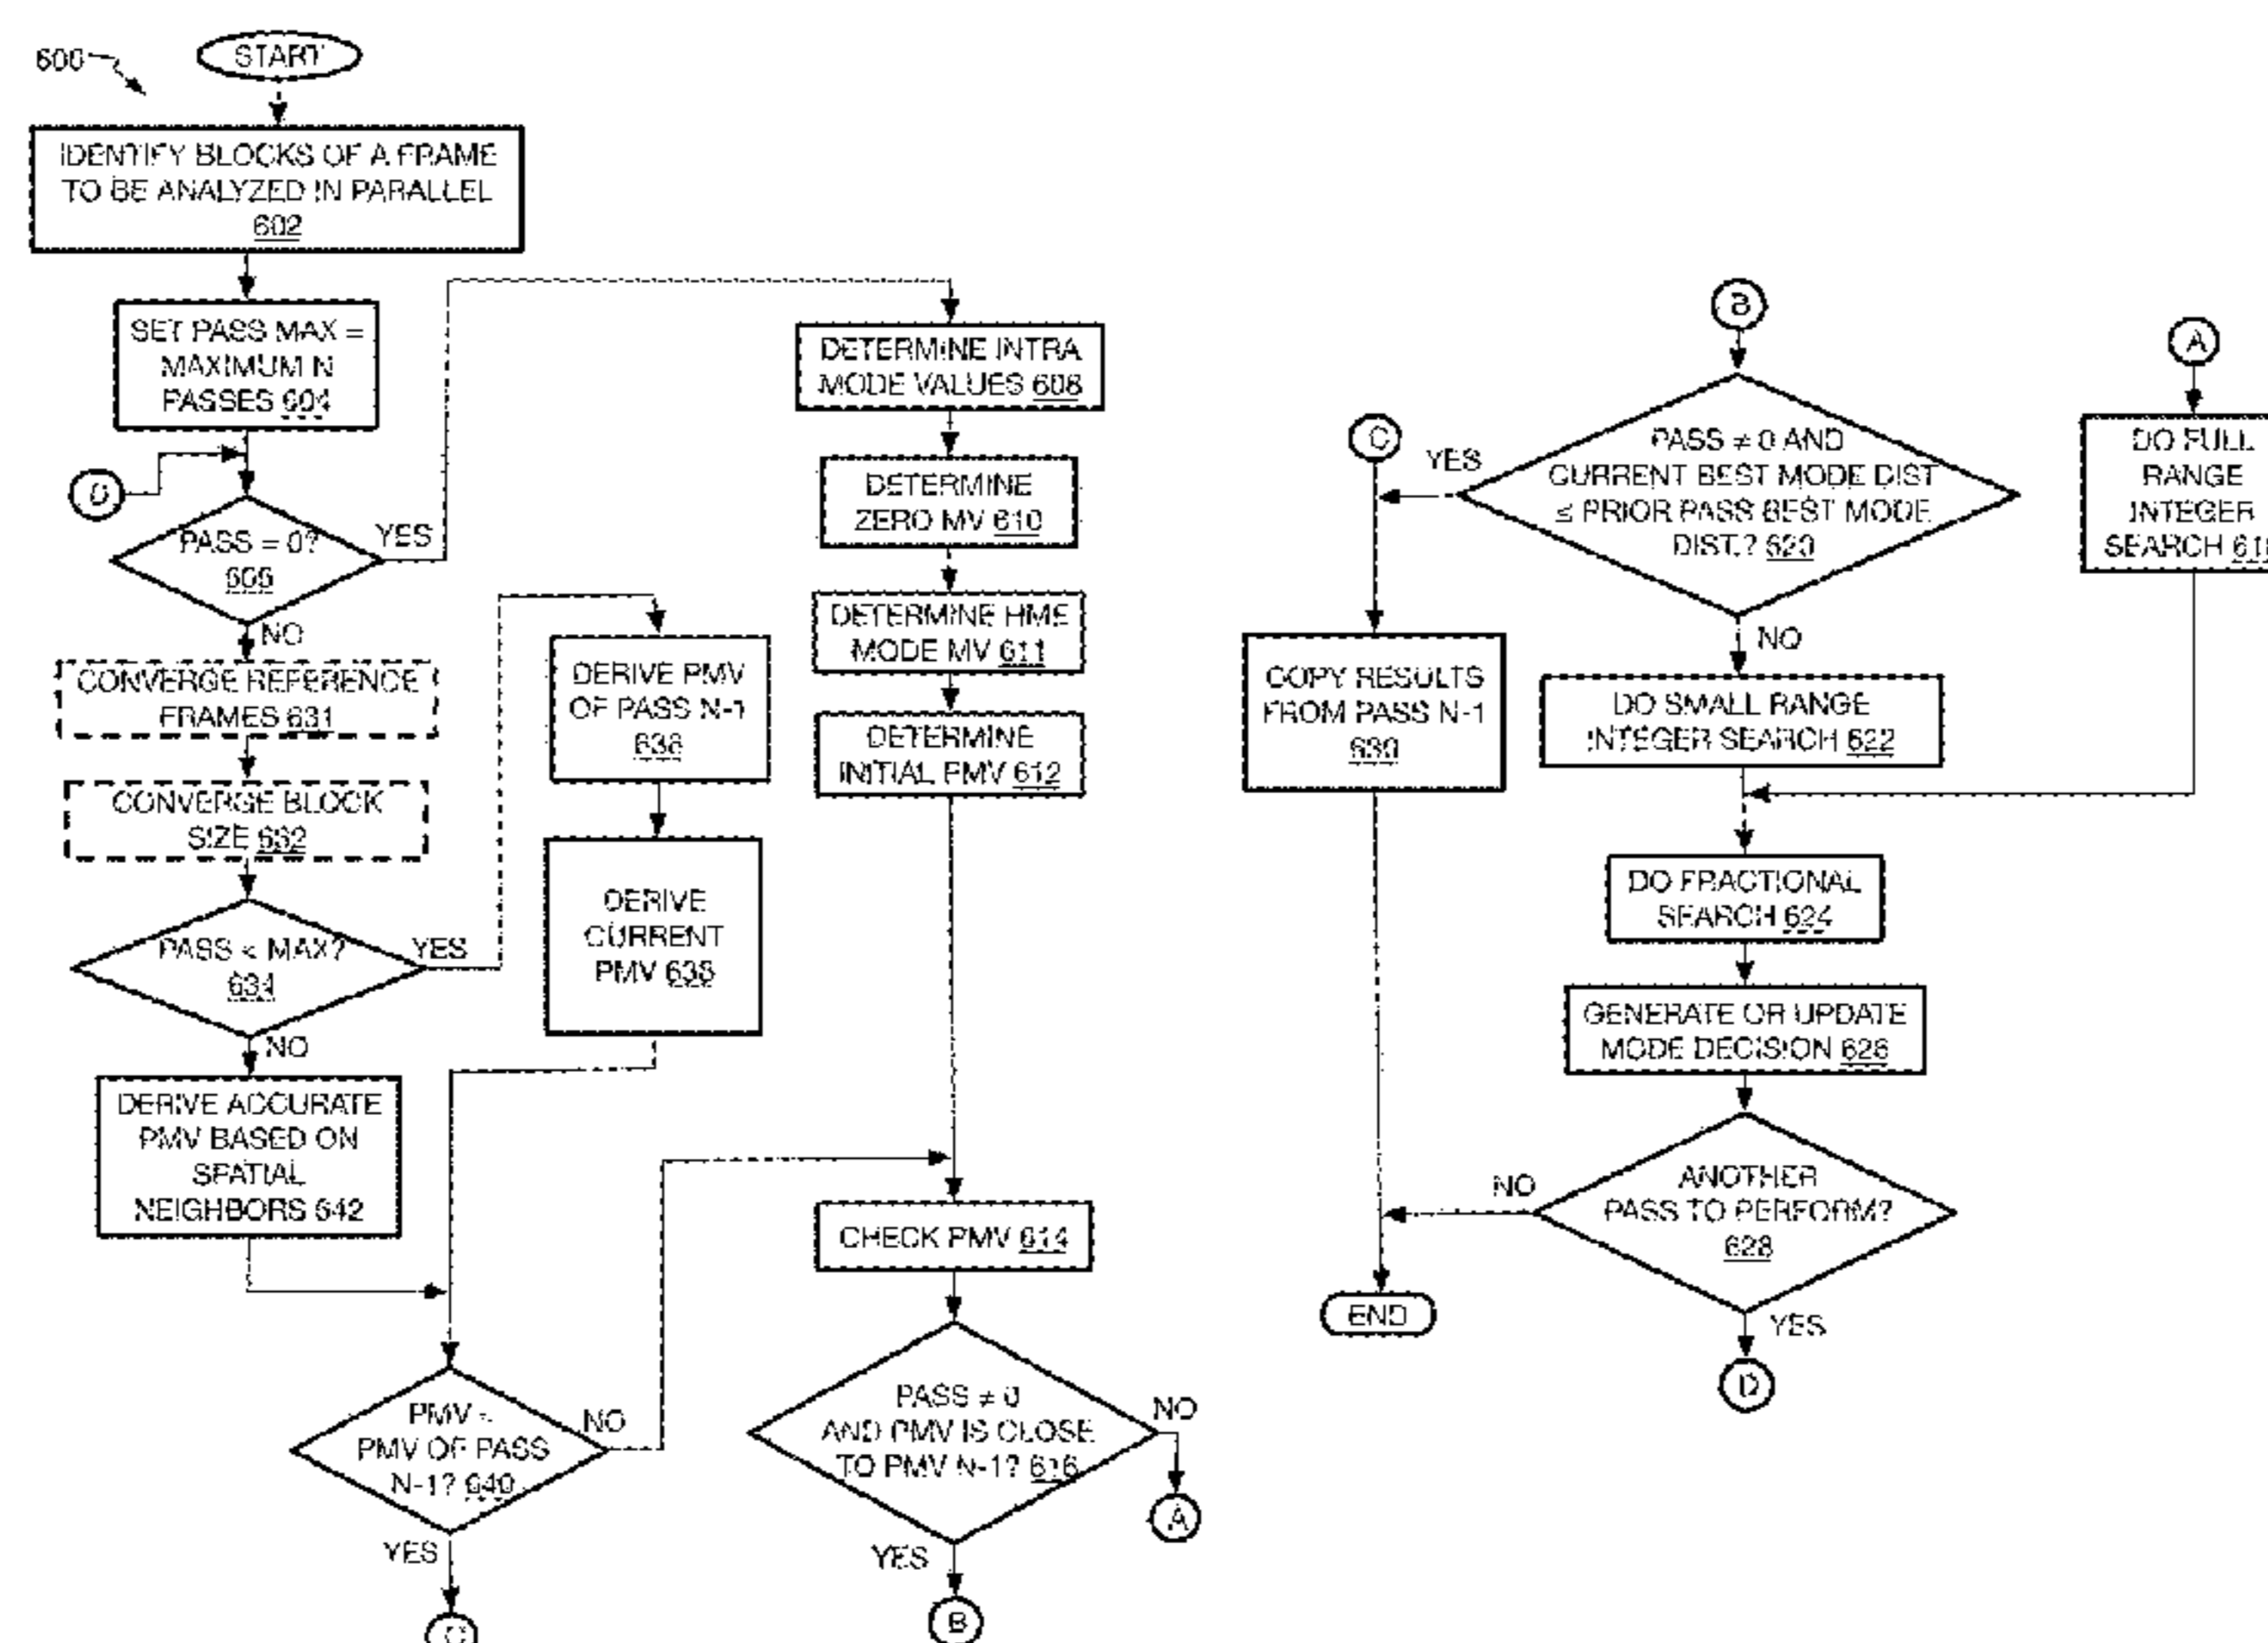 600
START
IDENTIFY BLOCKS OF A FRAME
TO BE ANALYZED IN PARALLEL
602
SET PASS MAX =
MAXIMUM N
PASSES 604
D
PASS = 0?
606
YES
NO
CONVERGE REFERENCE
FRAMES 631
CONVERGE BLOCK
SIZE 632
PASS < MAX?
634
YES
NO
DERIVE ACCURATE
PMV BASED ON
SPATIAL
NEIGHBORS 642
DERIVE PMV
OF PASS N-1
636
DERIVE
CURRENT
PMV 638
PMV =
PMV OF PASS
N-1? 640
NO
YES
C
DETERMINE INTRA
MODE VALUES 608
DETERMINE
ZERO MV 610
DETERMINE HME
MODE MV 611
DETERMINE
INITIAL PMV 612
CHECK PMV 614
PASS ≠ 0
AND PMV IS CLOSE
TO PMV N-1? 616
NO
A
YES
B
B
PASS ≠ 0 AND
CURRENT BEST MODE DIST
≤ PRIOR PASS BEST MODE
DIST.? 620
YES
C
NO
COPY RESULTS
FROM PASS N-1
630
DO SMALL RANGE
INTEGER SEARCH 622
A
DO FULL
RANGE
INTEGER
SEARCH
DO FRACTIONAL
SEARCH 624
GENERATE OR UPDATE
MODE DECISION 626
ANOTHER
PASS TO PERFORM?
628
NO
END
YES
D